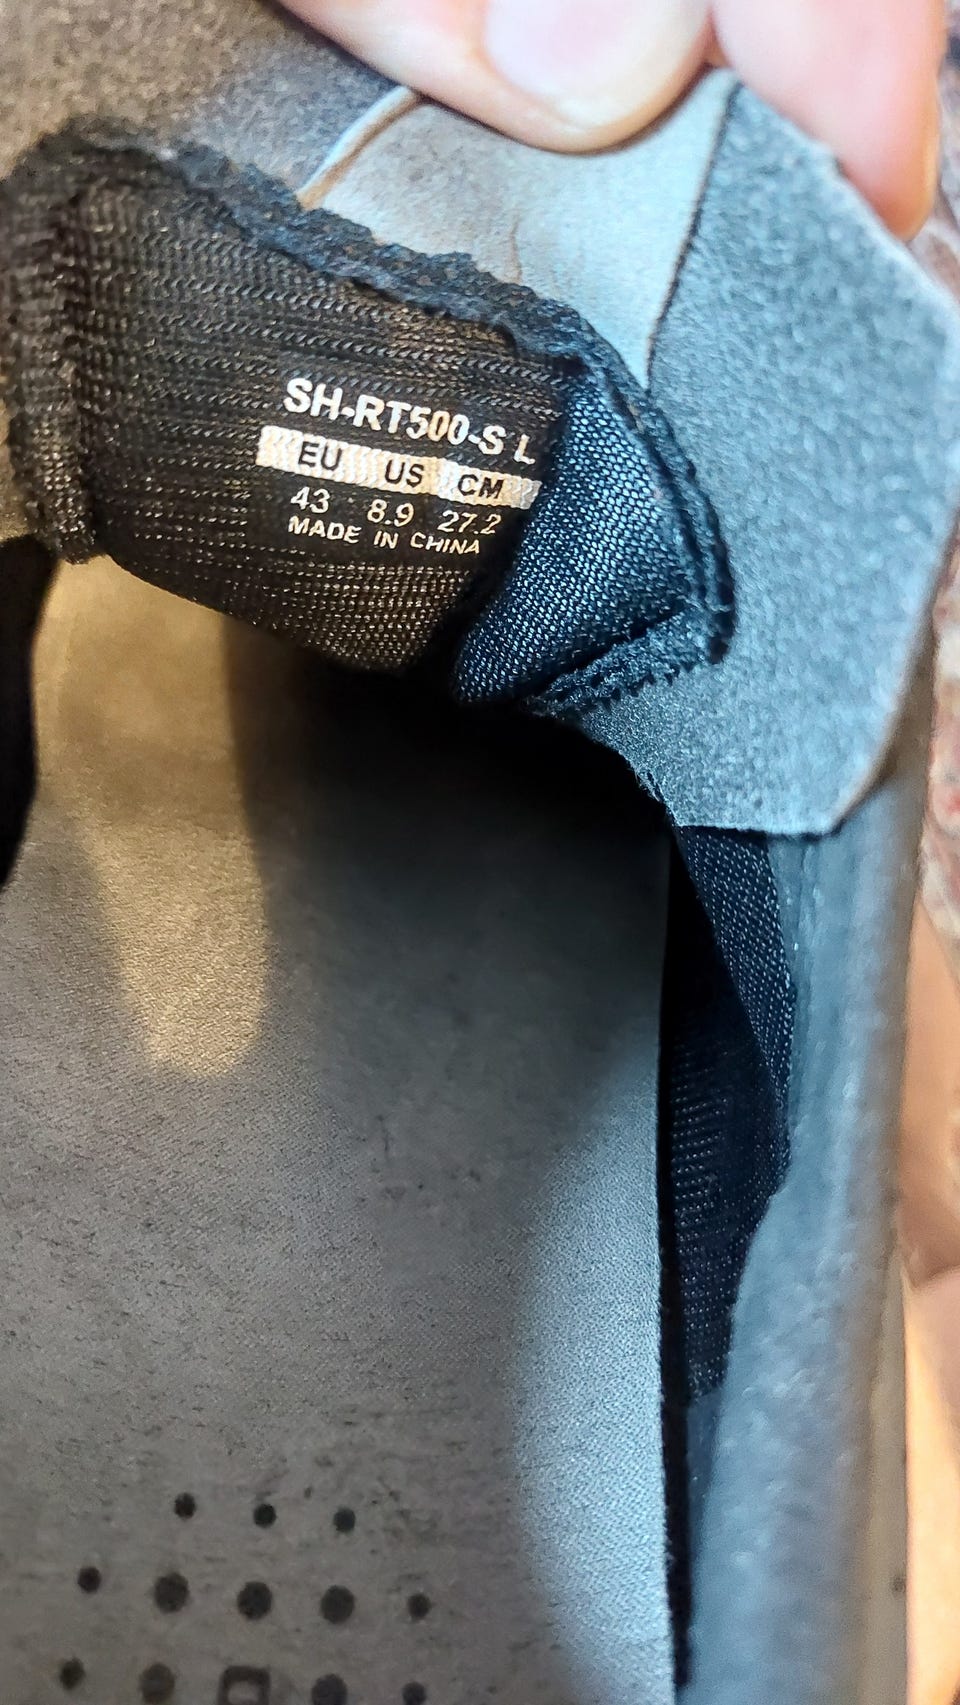 SH-RT500-S L
EU US CM
43 8.9 27.2
MADE IN CHINA